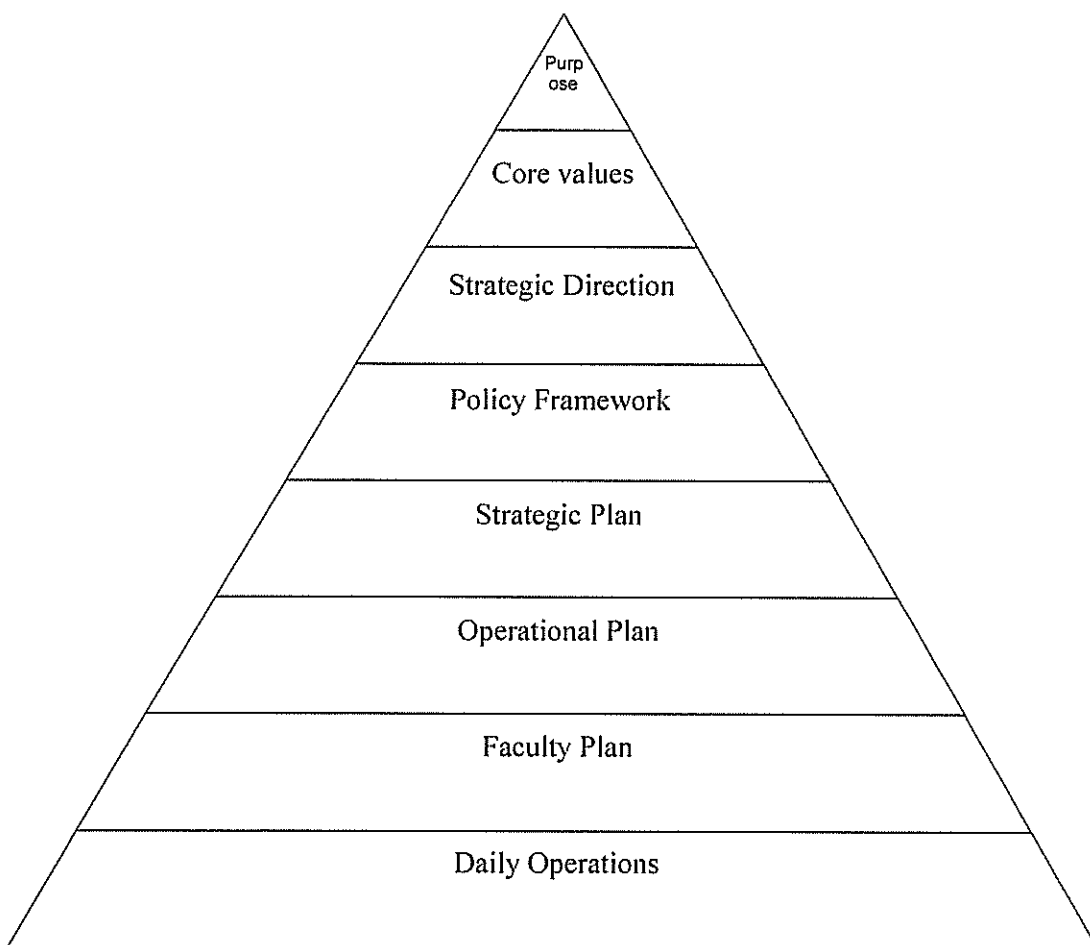 Purp
ose
Core values
Strategic Direction
Policy Framework
Strategic Plan
Operational Plan
Faculty Plan
Daily Operations